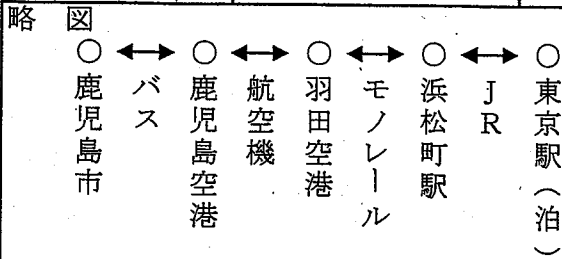 略図
○ ←→ ○ ←→ ○ ←→ ○ ←→ ○
鹿児島市
バス
鹿児島空港
航空機
羽田空港
モノレール
浜松町駅
JR
東京駅(泊)